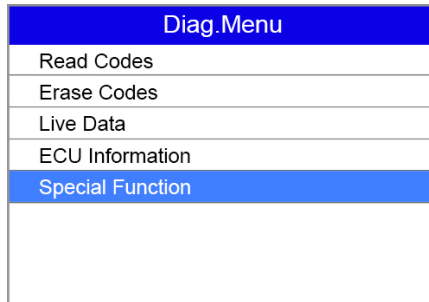 Diag.Menu
Read Codes
Erase Codes
Live Data
ECU Information
Special Function